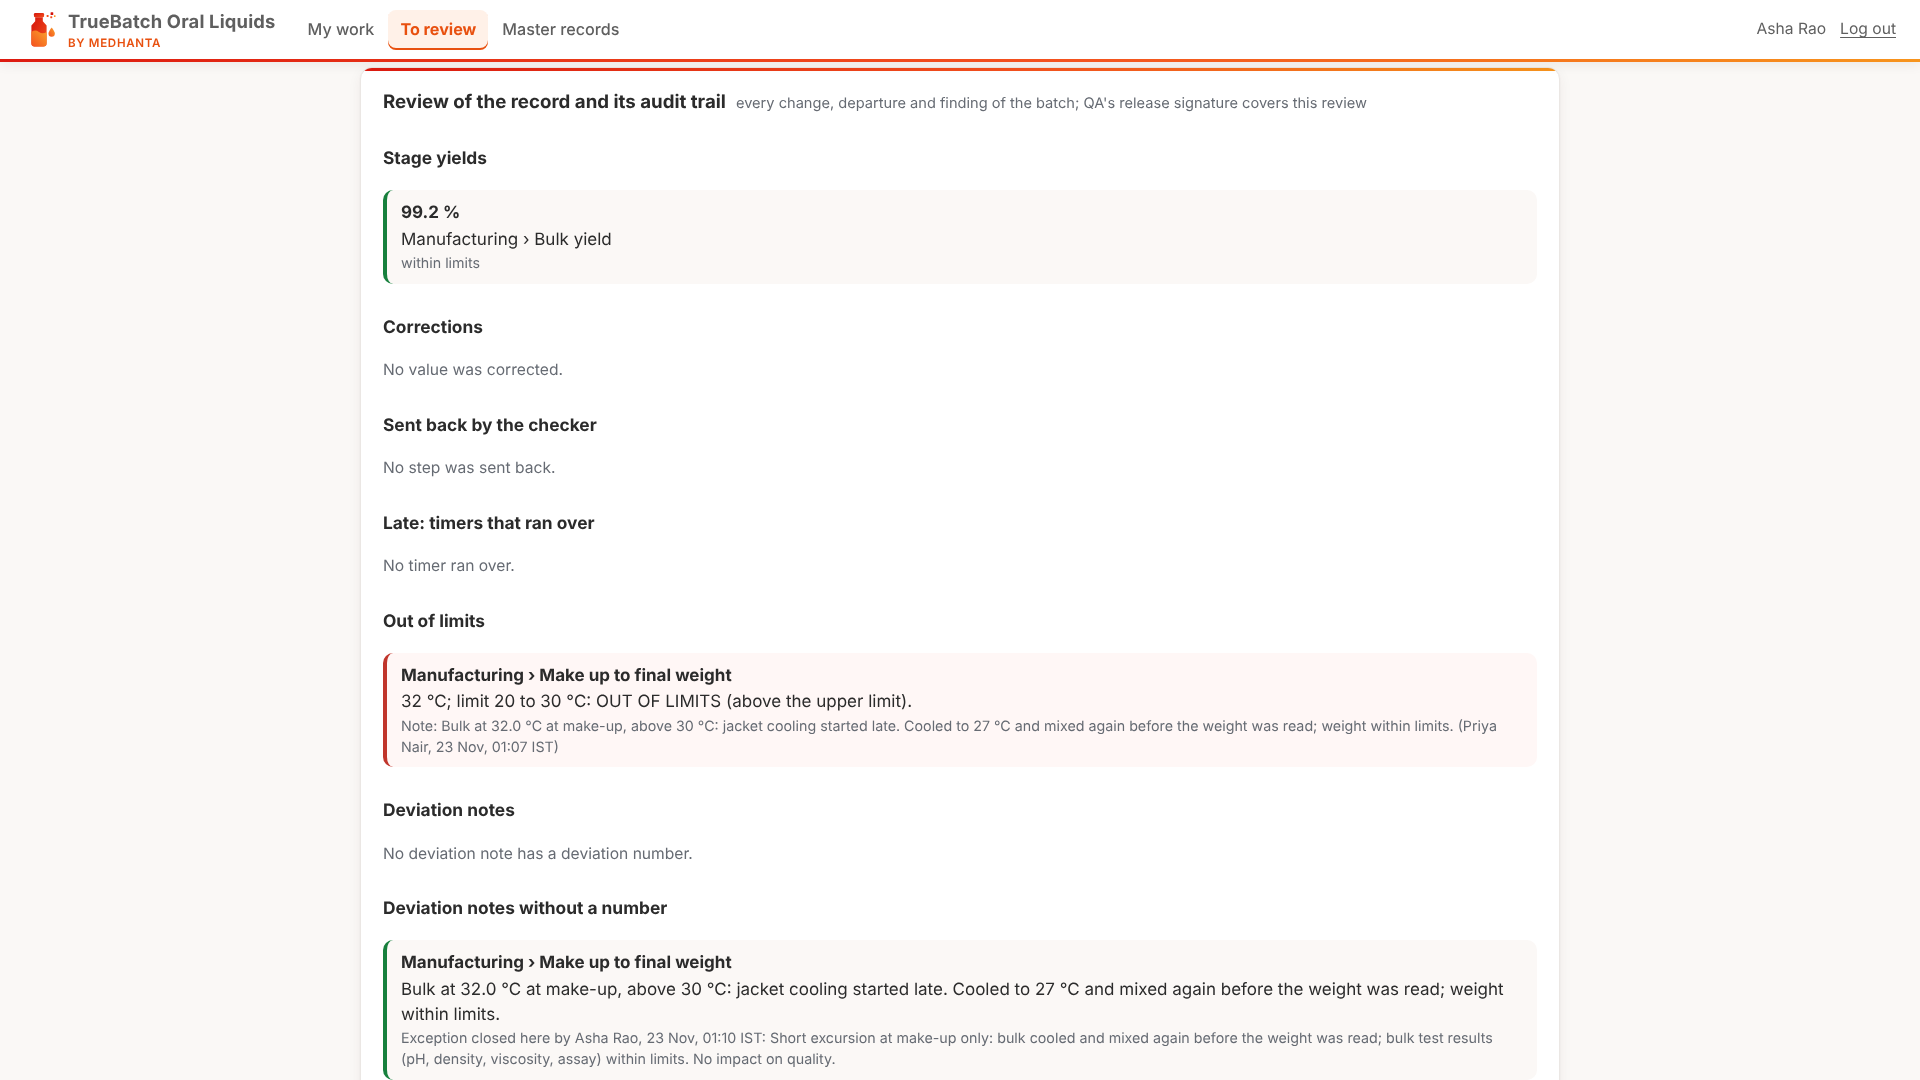 TrueBatch Oral Liquids
BY MEDHANTA
My work
To review
Master records
Asha Rao
Log out
Review of the record and its audit trail every change, departure and finding of the batch; QA's release signature covers this review
Stage yields
99.2 %
Manufacturing › Bulk yield
within limits
Corrections
No value was corrected.
Sent back by the checker
No step was sent back.
Late: timers that ran over
No timer ran over.
Out of limits
Manufacturing › Make up to final weight
32 °C; limit 20 to 30 °C: OUT OF LIMITS (above the upper limit).
Note: Bulk at 32.0 °C at make-up, above 30 °C: jacket cooling started late. Cooled to 27 °C and mixed again before the weight was read; weight within limits. (Priya
Nair, 23 Nov, 01:07 IST)
Deviation notes
No deviation note has a deviation number.
Deviation notes without a number
Manufacturing › Make up to final weight
Bulk at 32.0 °C at make-up, above 30 °C: jacket cooling started late. Cooled to 27 °C and mixed again before the weight was read; weight
within limits.
Exception closed here by Asha Rao, 23 Nov, 01:10 IST: Short excursion at make-up only: bulk cooled and mixed again before the weight was read; bulk test results
(pH, density, viscosity, assay) within limits. No impact on quality.